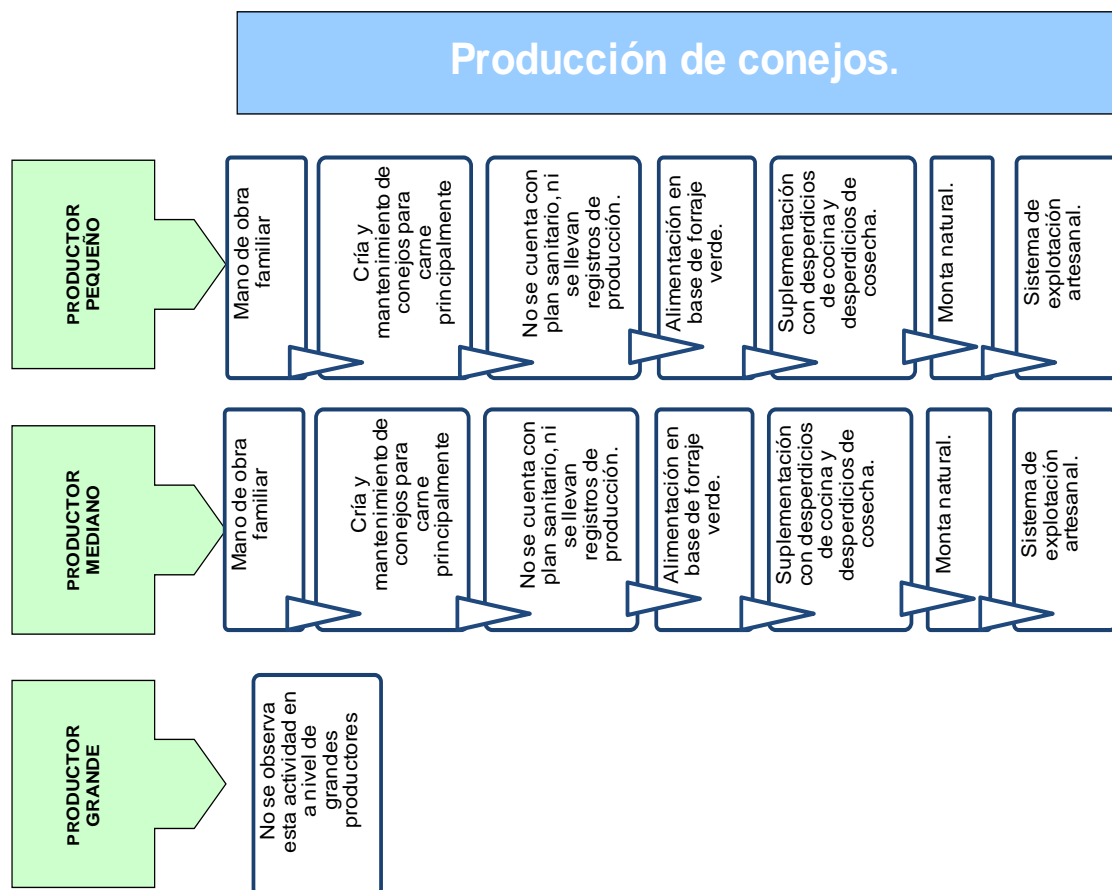 Producción de conejos.
PRODUCTOR
PEQUEÑO
Mano de obra
familiar
Cría y
mantenimiento de
conejos para
carne
principalmente
No se cuenta con
plan sanitario, ni
se llevan
registros de
producción.
Alimentación en
base de forraje
verde.
Suplementación
con desperdicios
de cocina y
desperdicios de
cosecha.
Monta natural.
Sistema de
explotación
artesanal.
PRODUCTOR
MEDIANO
Mano de obra
familiar
Cría y
mantenimiento de
conejos para
carne
principalmente
No se cuenta con
plan sanitario, ni
se llevan
registros de
producción.
Alimentación en
base de forraje
verde.
Suplementación
con desperdicios
de cocina y
desperdicios de
cosecha.
Monta natural.
Sistema de
explotación
artesanal.
PRODUCTOR
GRANDE
No se observa
esta actividad en
a nivel de
grandes
productores